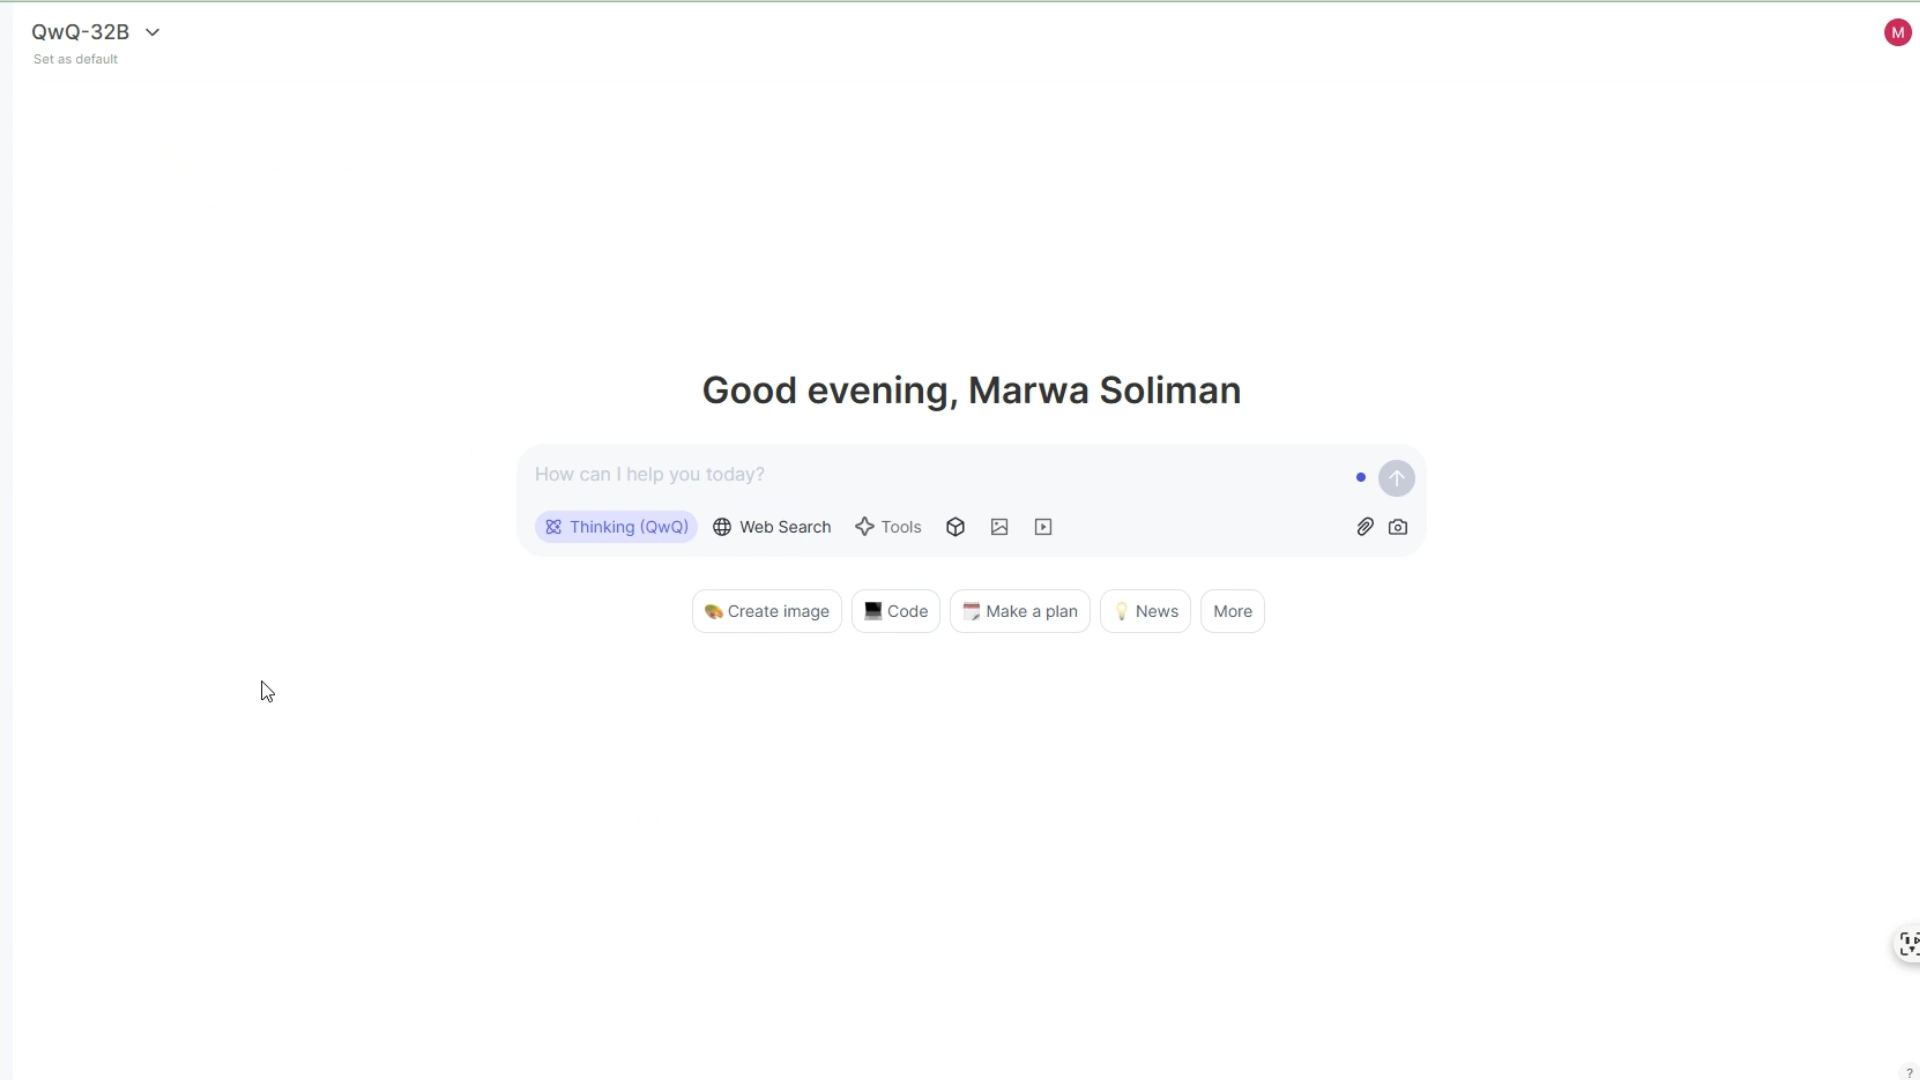 QwQ-32B
M
Set as default
Good evening, Marwa Soliman
How can I help you today?
Thinking (QwQ) Web Search Tools
Create image Code Make a plan News More
?